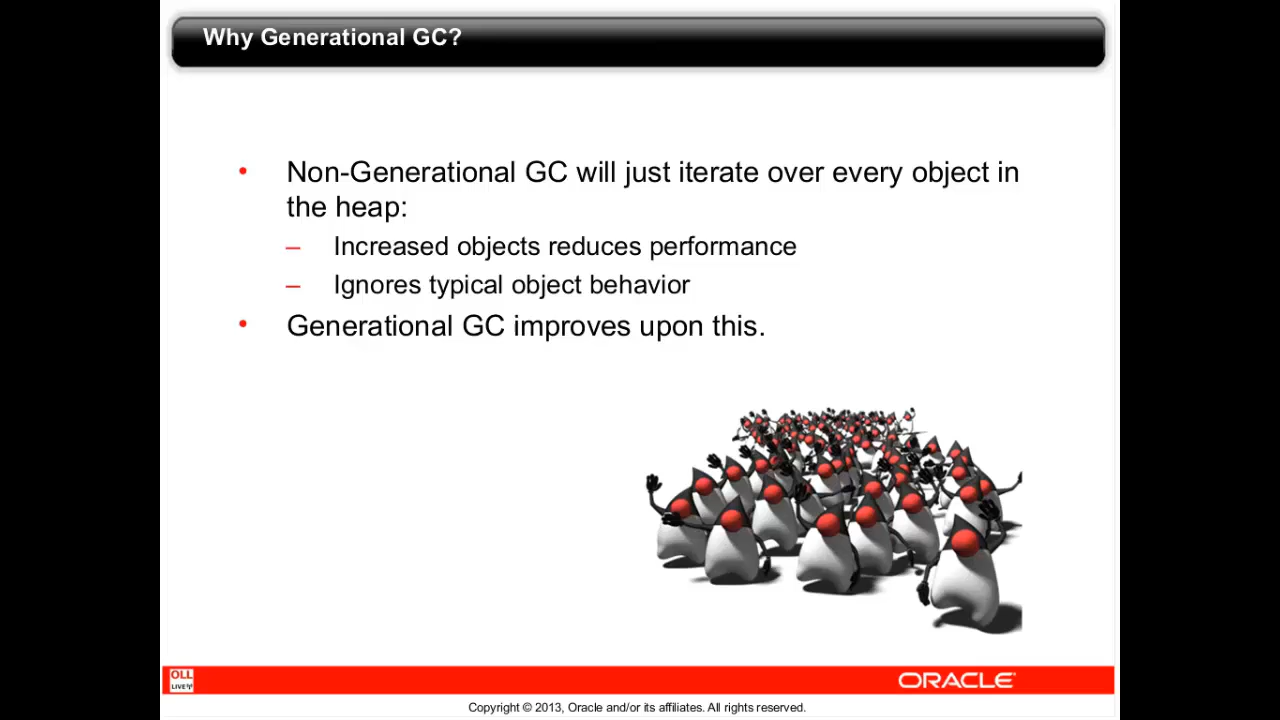 Why Generational GC?
• Non-Generational GC will just iterate over every object in
the heap:
– Increased objects reduces performance
– Ignores typical object behavior
• Generational GC improves upon this.
OLL
LIVE
ORACLE
Copyright © 2013, Oracle and/or its affiliates. All rights reserved.